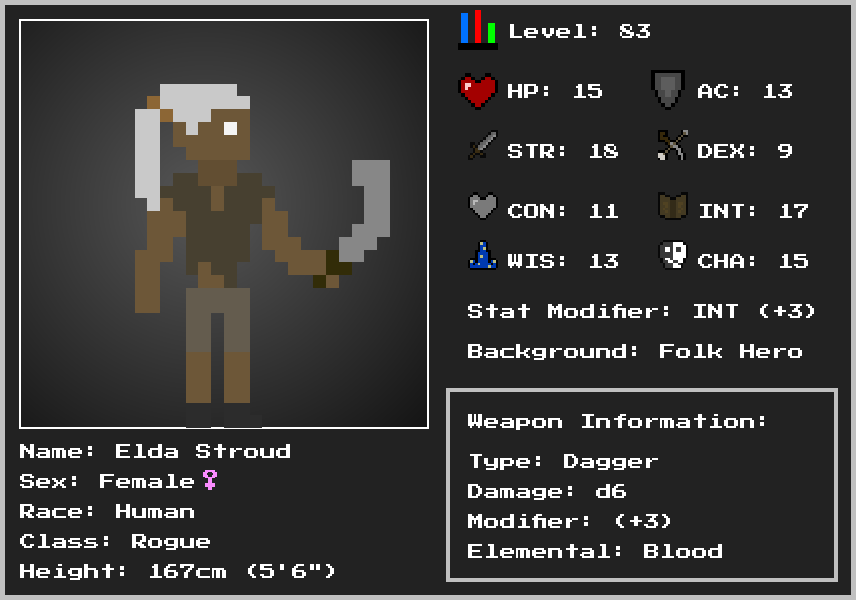 Level: 83
HP: 15 AC: 13
STR: 18 DEX: 9
CON: 11 INT: 17
WIS: 13 CHA: 15
Stat Modifier: INT (+3)
Background: Folk Hero
Weapon Information:
Type: Dagger
Damage: d6
Modifier: (+3)
Elemental: Blood
Name: Elda Stroud
Sex: Female♀
Race: Human
Class: Rogue
Height: 167cm (5'6")